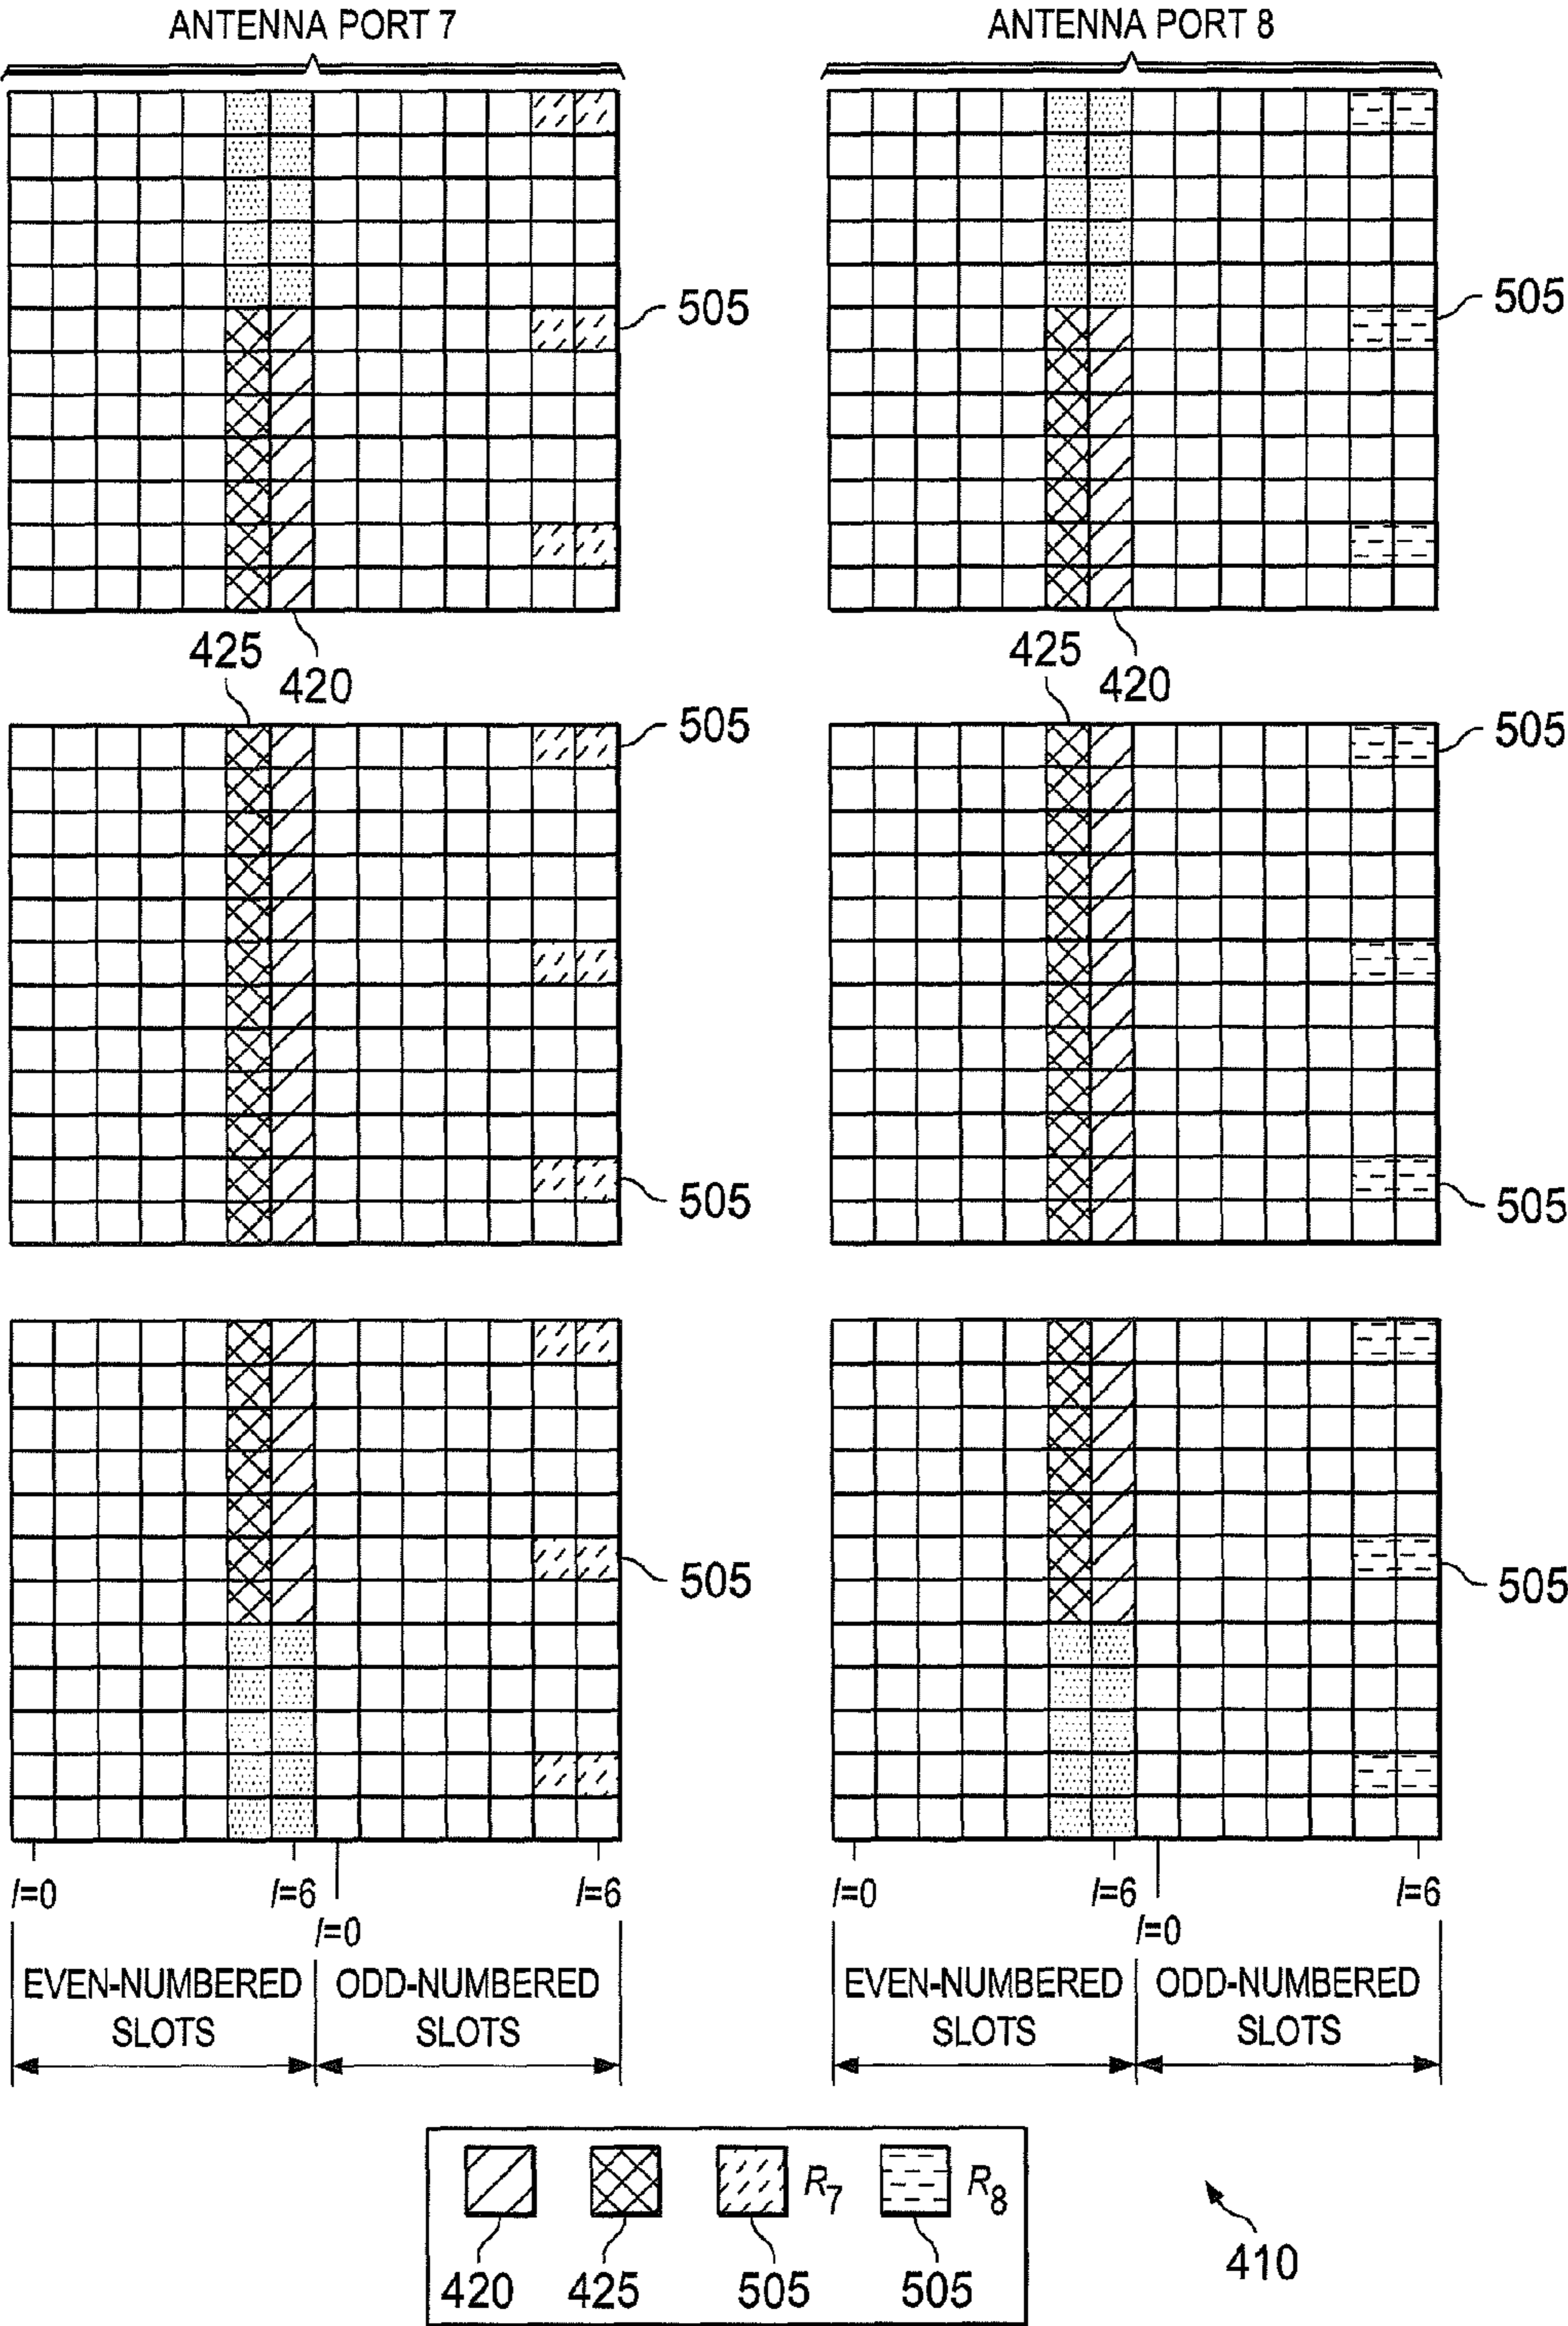 ANTENNA PORT 7
ANTENNA PORT 8
505
505
425
420
425
420
505
505
505
505
505
505
l=0
l=6
l=0
l=6
l=0
l=6
l=0
l=6
EVEN-NUMBERED SLOTS
ODD-NUMBERED SLOTS
EVEN-NUMBERED SLOTS
ODD-NUMBERED SLOTS
R7
R8
420
425
505
505
410